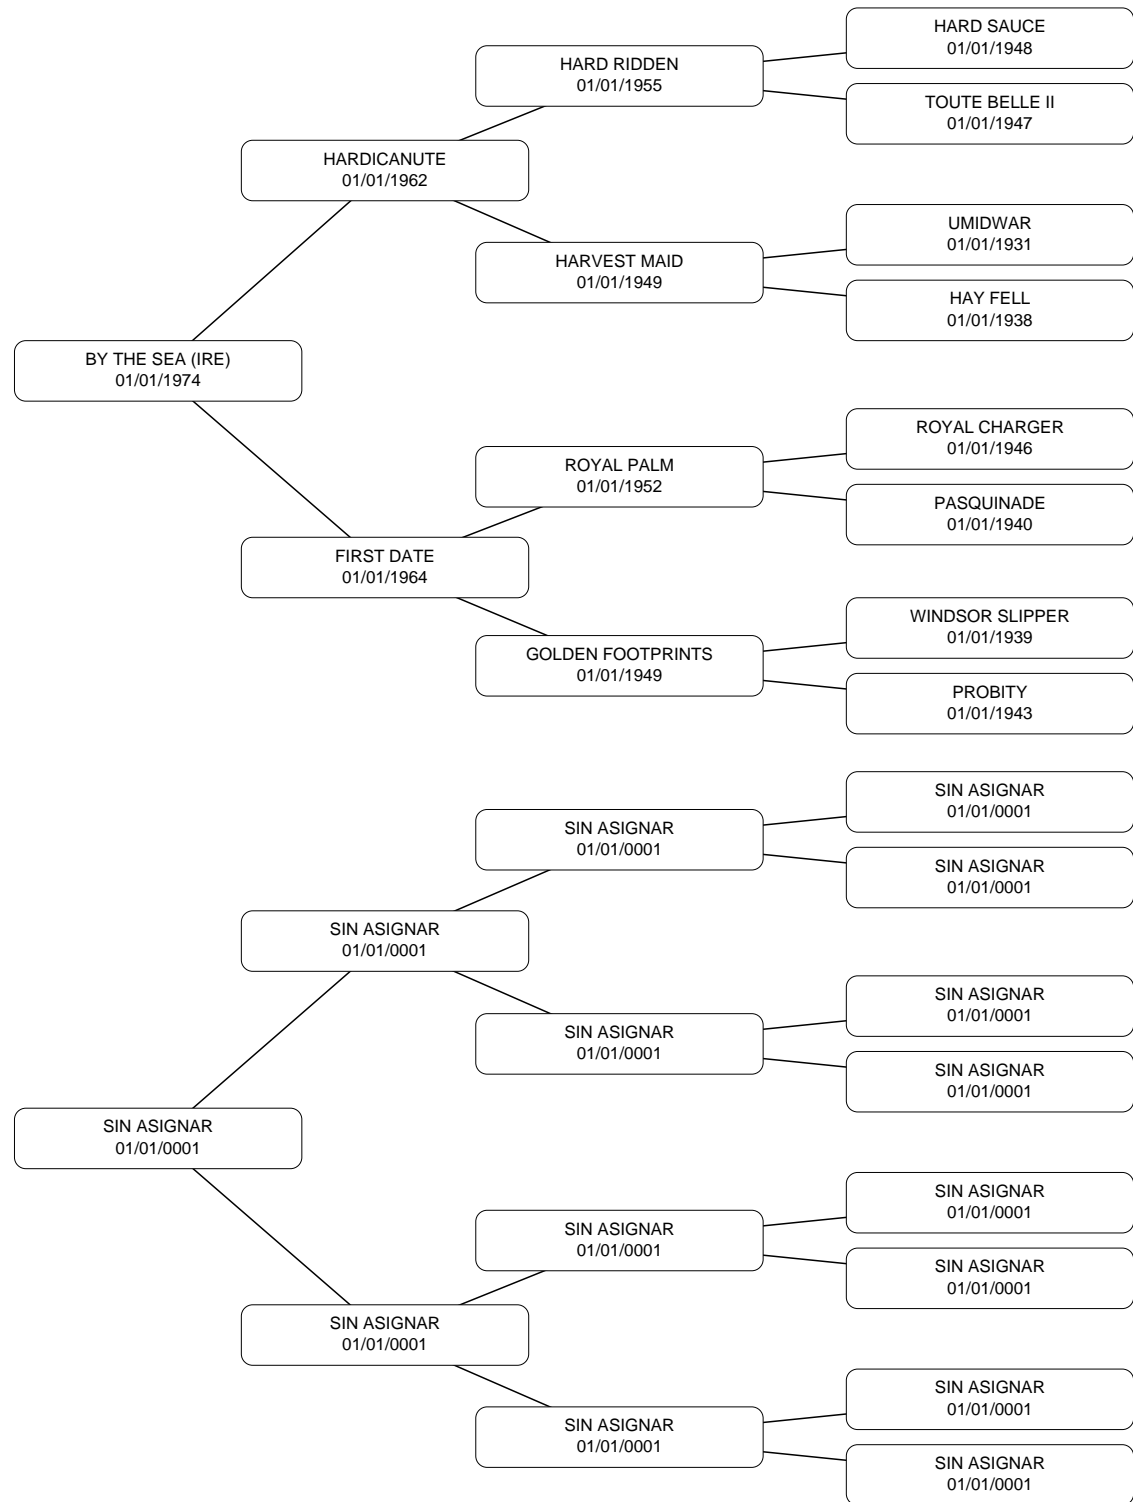 HARD SAUCE
01/01/1948
HARD RIDDEN
01/01/1955
TOUTE BELLE II
01/01/1947
HARDICANUTE
01/01/1962
UMIDWAR
01/01/1931
HARVEST MAID
01/01/1949
HAY FELL
01/01/1938
BY THE SEA (IRE)
01/01/1974
ROYAL CHARGER
01/01/1946
ROYAL PALM
01/01/1952
PASQUINADE
01/01/1940
FIRST DATE
01/01/1964
WINDSOR SLIPPER
01/01/1939
GOLDEN FOOTPRINTS
01/01/1949
PROBITY
01/01/1943
SIN ASIGNAR
01/01/0001
SIN ASIGNAR
01/01/0001
SIN ASIGNAR
01/01/0001
SIN ASIGNAR
01/01/0001
SIN ASIGNAR
01/01/0001
SIN ASIGNAR
01/01/0001
SIN ASIGNAR
01/01/0001
SIN ASIGNAR
01/01/0001
SIN ASIGNAR
01/01/0001
SIN ASIGNAR
01/01/0001
SIN ASIGNAR
01/01/0001
SIN ASIGNAR
01/01/0001
SIN ASIGNAR
01/01/0001
SIN ASIGNAR
01/01/0001
SIN ASIGNAR
01/01/0001